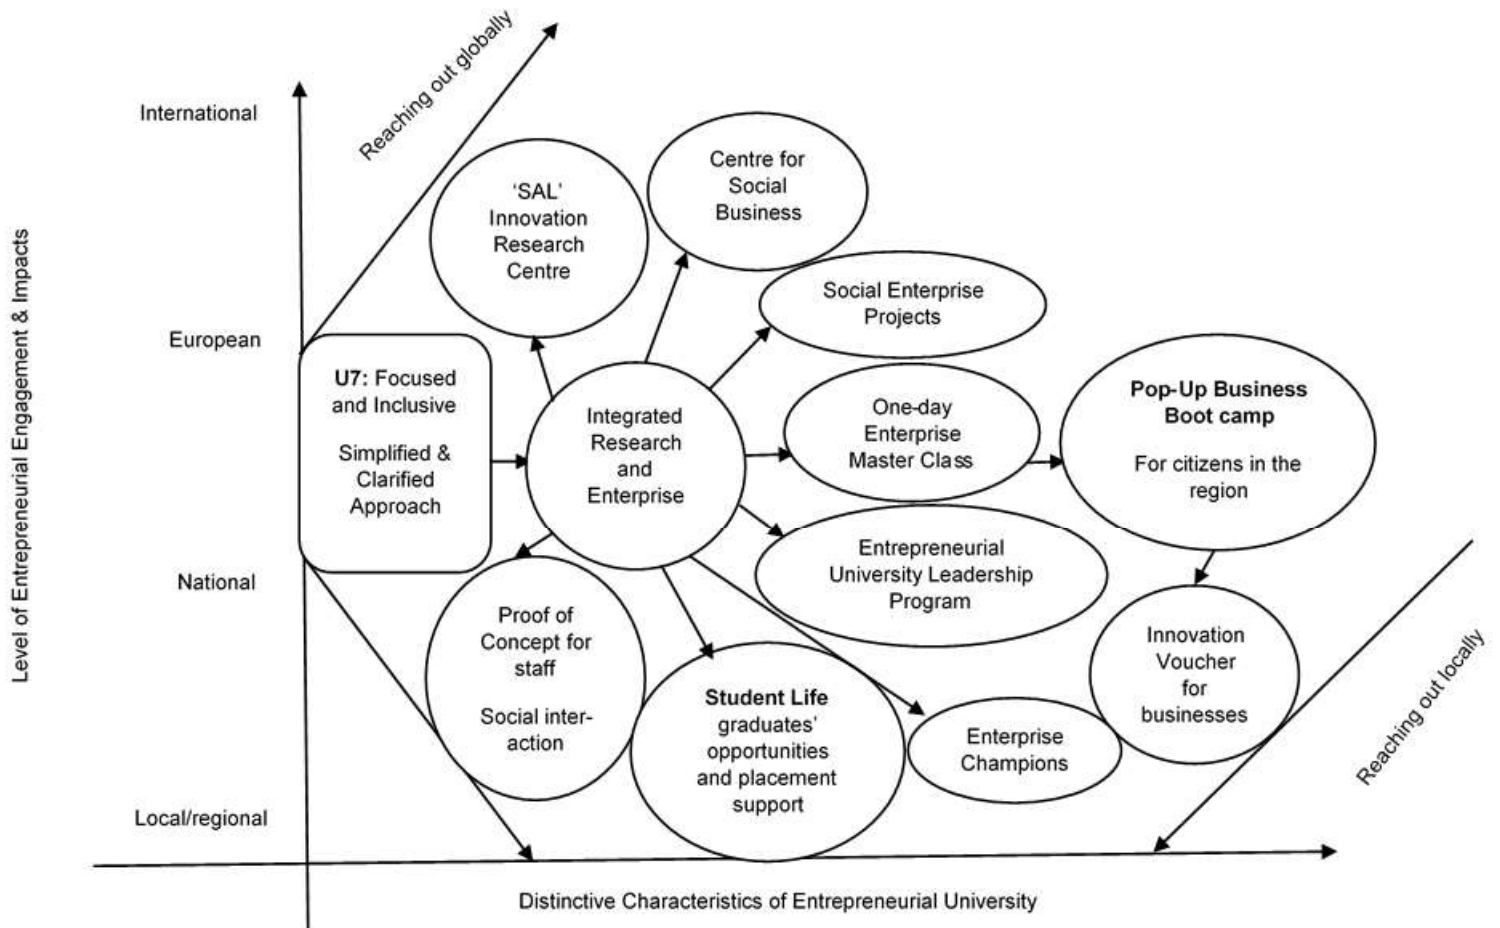 Reaching out globally
International
European
National
Local/regional
Level of Entrepreneurial Engagement & Impacts
‘SAL’
Innovation
Research
Centre
Centre for
Social
Business
Social Enterprise
Projects
U7: Focused
and Inclusive
Simplified &
Clarified
Approach
Integrated
Research
and
Enterprise
One-day
Enterprise
Master Class
Pop-Up Business
Boot camp
For citizens in the
region
Entrepreneurial
University Leadership
Program
Proof of
Concept for
staff
Social inter-
action
Student Life
graduates’
opportunities
and placement
support
Enterprise
Champions
Innovation
Voucher
for
businesses
Reaching out locally
Distinctive Characteristics of Entrepreneurial University